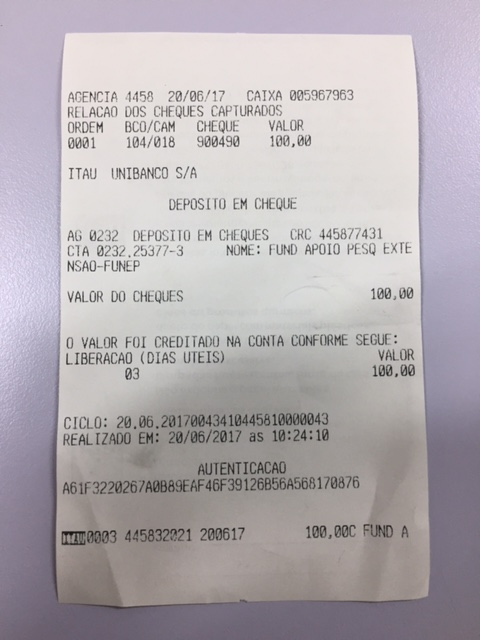 AGENCIA 4458 20/06/17 CAIXA 005967963
RELACAO DOS CHEQUES CAPTURADOS
ORDEM BCO/CAM CHEQUE VALOR
0001 104/018 900490 100,00
ITAU UNIBANCO S/A
DEPOSITO EM CHEQUE
AG 0232 DEPOSITO EM CHEQUES CRC 445877431
CTA 0232.25377-3 NOME: FUND APOIO PESQ EXTE
NSAO-FUNEP
VALOR DO CHEQUES 100,00
O VALOR FOI CREDITADO NA CONTA CONFORME SEGUE:
LIBERACAO (DIAS UTEIS) VALOR
03 100,00
CICLO: 20.06.20170043410445810000043
REALIZADO EM: 20/06/2017 as 10:24:10
AUTENTICACAO
A61F3220267A0B89EAF46F39126B56A568170876
0003 445832021 200617 100,00C FUND A